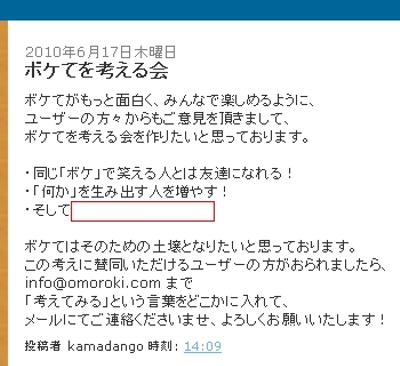 2010年6月17日木曜日
ボケてを考える会
ボケてがもっと面白く、みんなで楽しめるように、
ユーザーの方々からもご意見を頂きまして、
ボケてを考える会を作りたいと思っております。
・同じ「ボケ」で笑える人とは友達になれる！
・「何か」を生み出す人を増やす！
・そして
ボケてはそのための土壌となりたいと思っております。
この考えに賛同いただけるユーザーの方がおられましたら、
info@omoroki.com まで
「考えてみる」という言葉をどこかに入れて、
メールにてご連絡くださいませ、よろしくお願いいたします！
投稿者 kamadango 時刻: 14:09